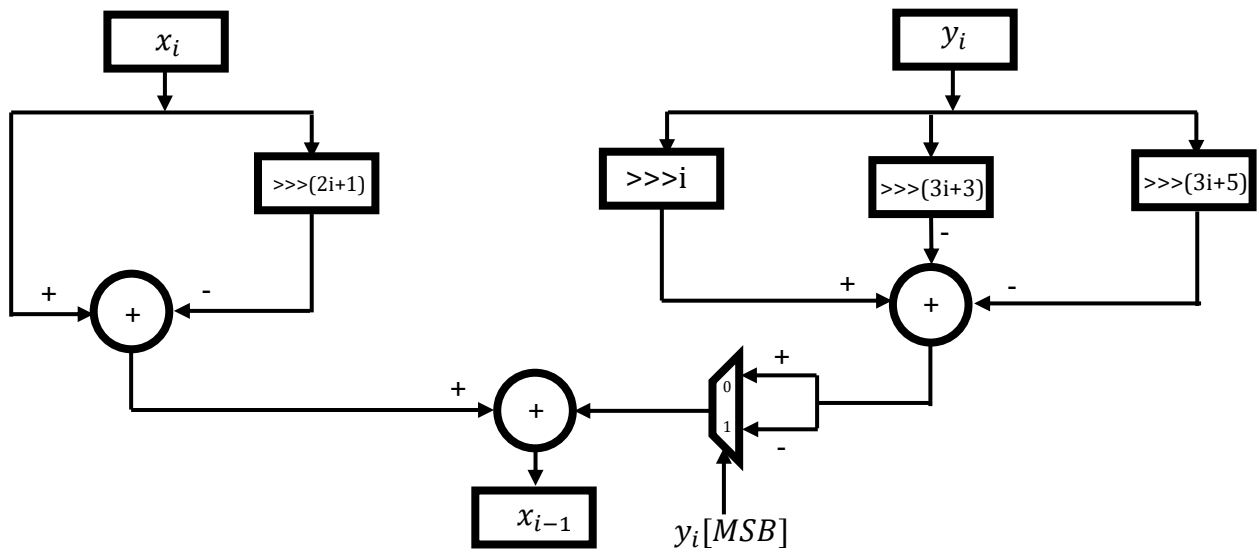 x_i
y_i
>>>(2i+1)
>>>i
>>>(3i+3)
>>>(3i+5)
-
+
-
+
-
+
+
+
+
0
+
1
-
x_{i-1}
y_i[MSB]